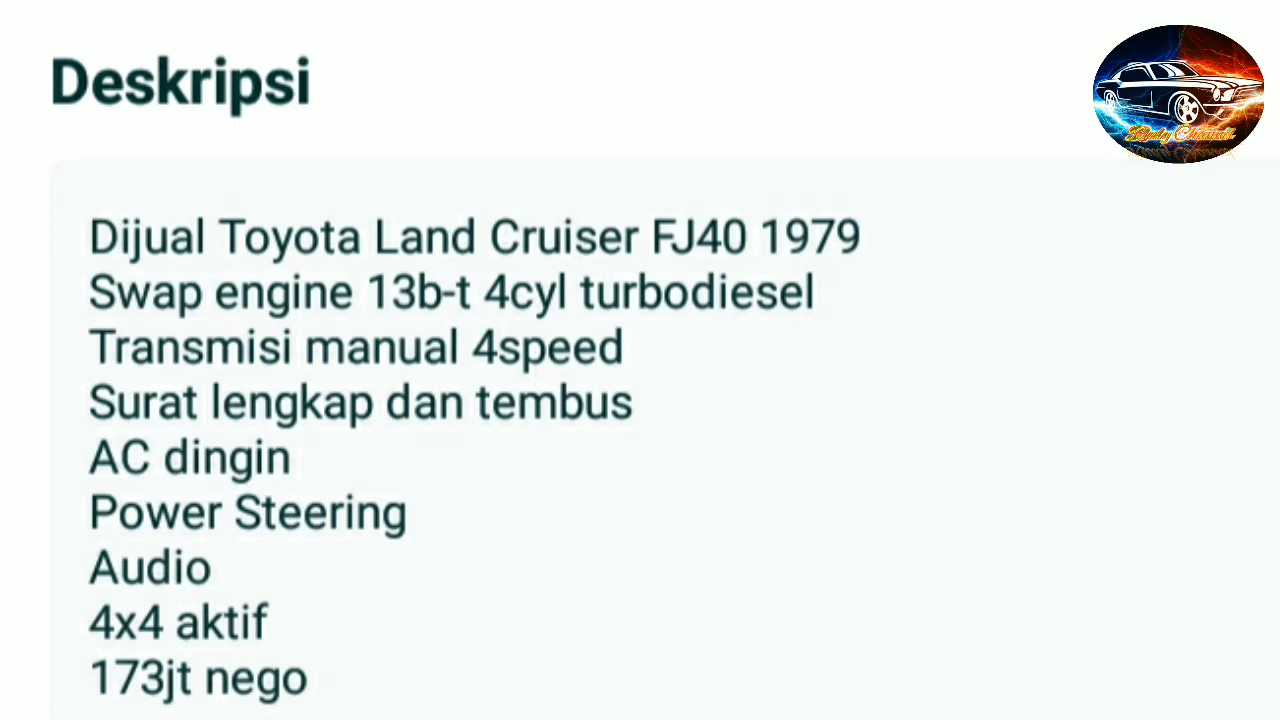 Deskripsi
Dijual Toyota Land Cruiser FJ40 1979
Swap engine 13b-t 4cyl turbodiesel
Transmisi manual 4speed
Surat lengkap dan tembus
AC dingin
Power Steering
Audio
4x4 aktif
173jt nego